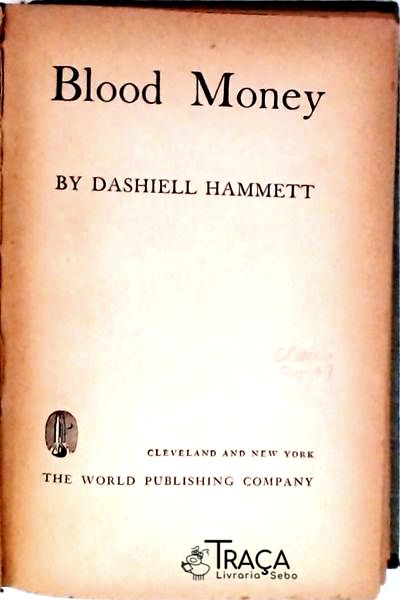 Blood Money
BY DASHIELL HAMMETT
CLEVELAND AND NEW YORK
THE WORLD PUBLISHING COMPANY
TRAÇA
Livraria Sebo